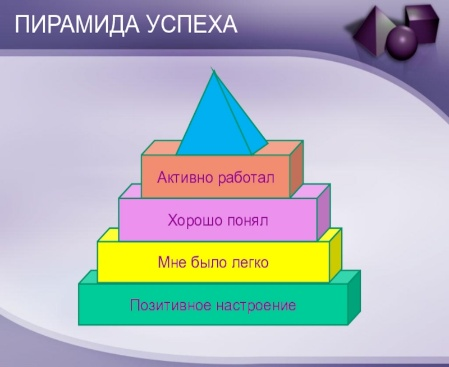 ПИРАМИДА УСПЕХА
Активно работал
Хорошо понял
Мне было легко
Позитивное настроение